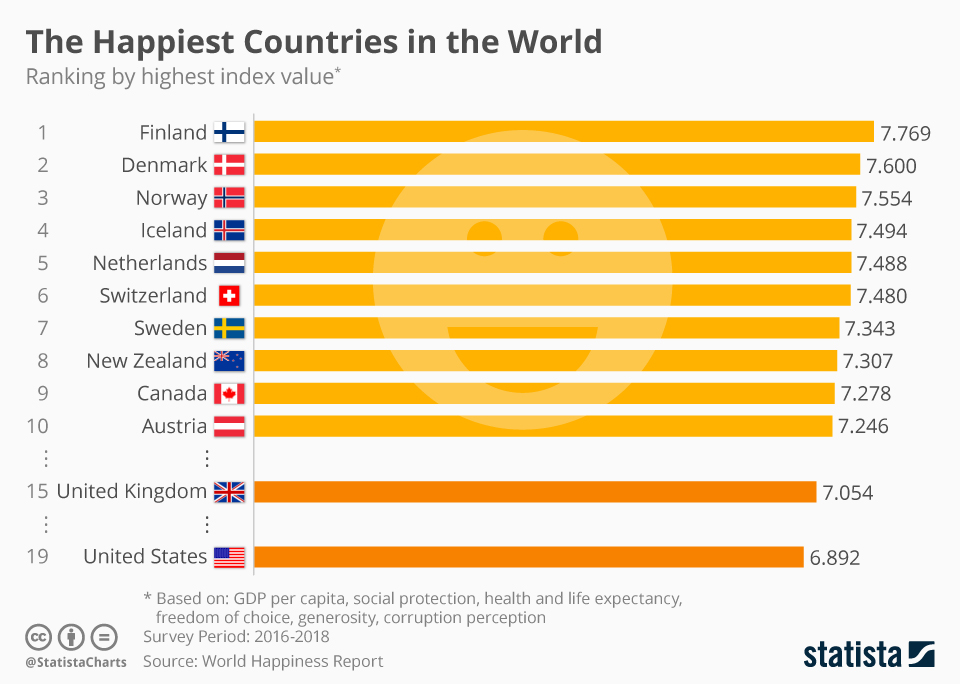 The Happiest Countries in the World
Ranking by highest index value*
1 Finland 7.769
2 Denmark 7.600
3 Norway 7.554
4 Iceland 7.494
5 Netherlands 7.488
6 Switzerland 7.480
7 Sweden 7.343
8 New Zealand 7.307
9 Canada 7.278
10 Austria 7.246
⋮ ⋮
15 United Kingdom 7.054
⋮ ⋮
19 United States 6.892
* Based on: GDP per capita, social protection, health and life expectancy,
freedom of choice, generosity, corruption perception
Survey Period: 2016-2018
cc
@StatistaCharts Source: World Happiness Report
statista